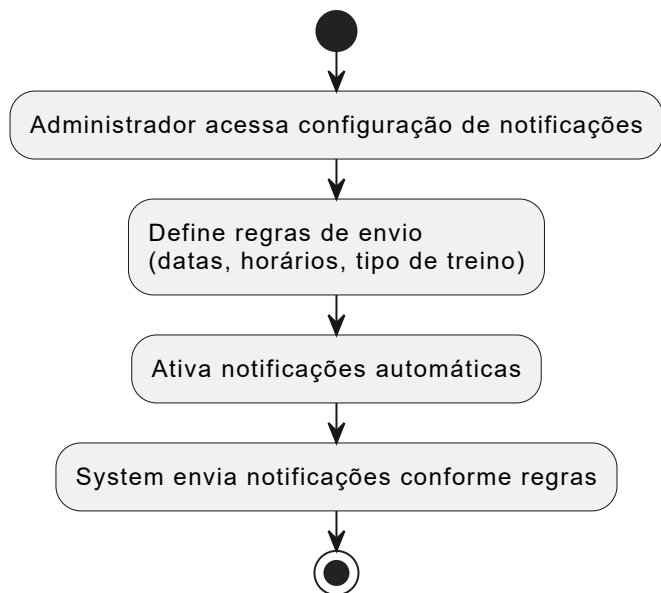 Administrador acessa configuração de notificações
Define regras de envio
(datas, horários, tipo de treino)
Ativa notificações automáticas
System envia notificações conforme regras